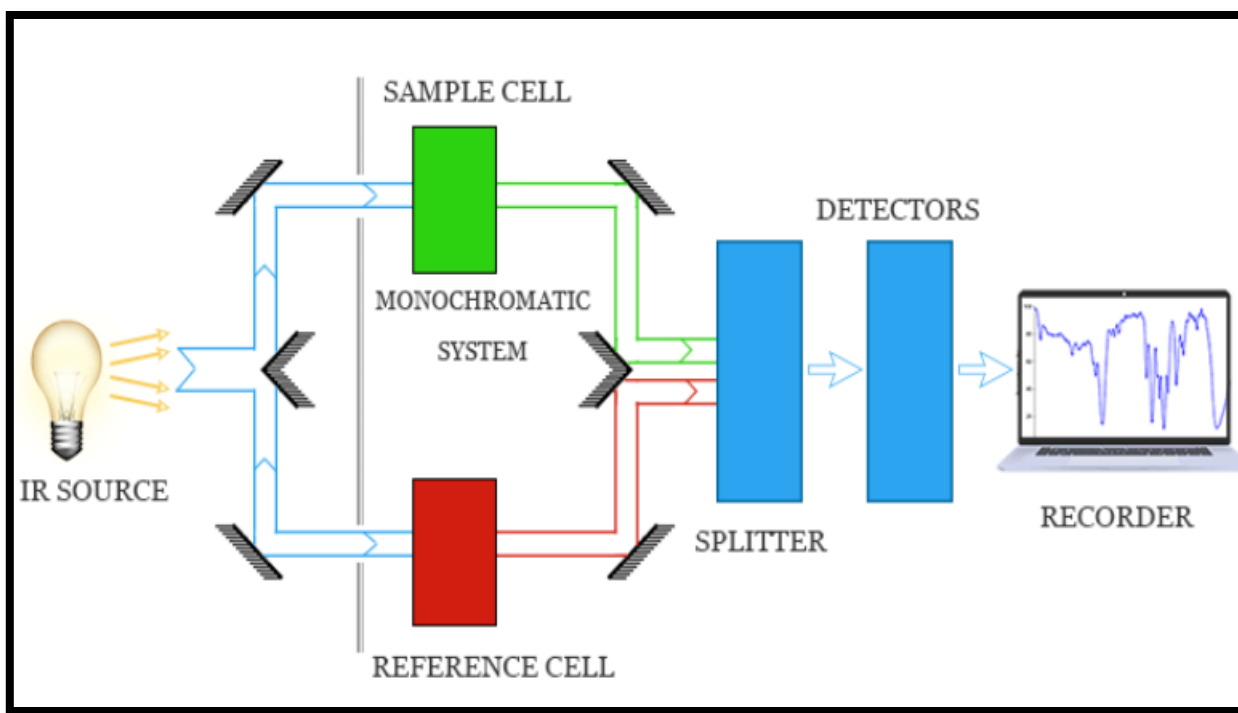 SAMPLE CELL
MONOCHROMATIC
SYSTEM
IR SOURCE
REFERENCE CELL
SPLITTER
DETECTORS
RECORDER